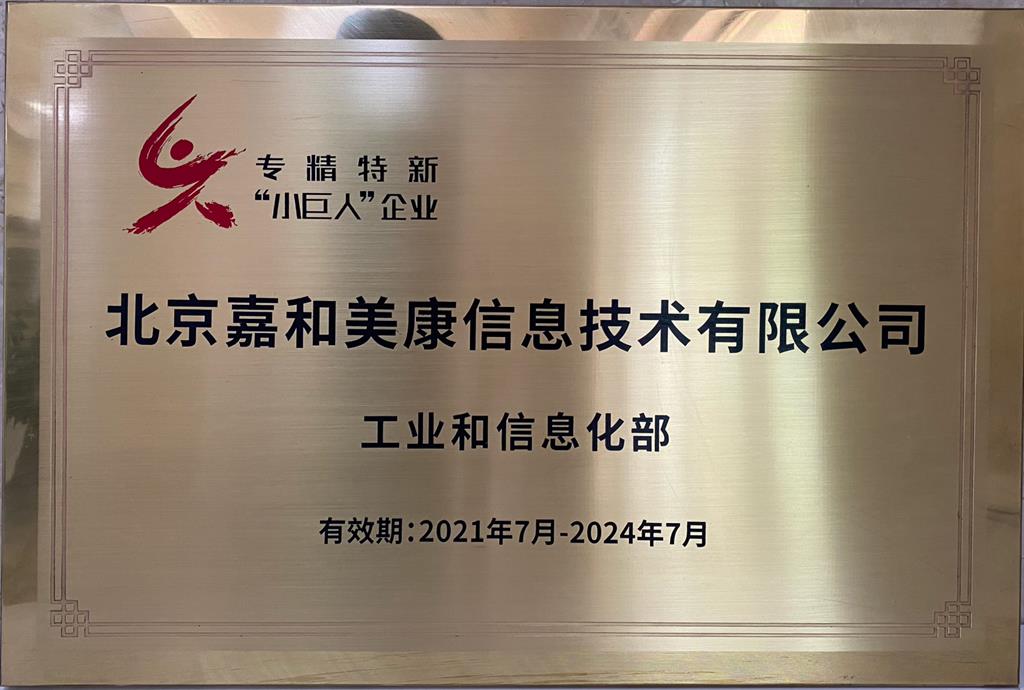 专精特新
“小巨人”企业
北京嘉和美康信息技术有限公司
工业和信息化部
有效期:2021年7月-2024年7月